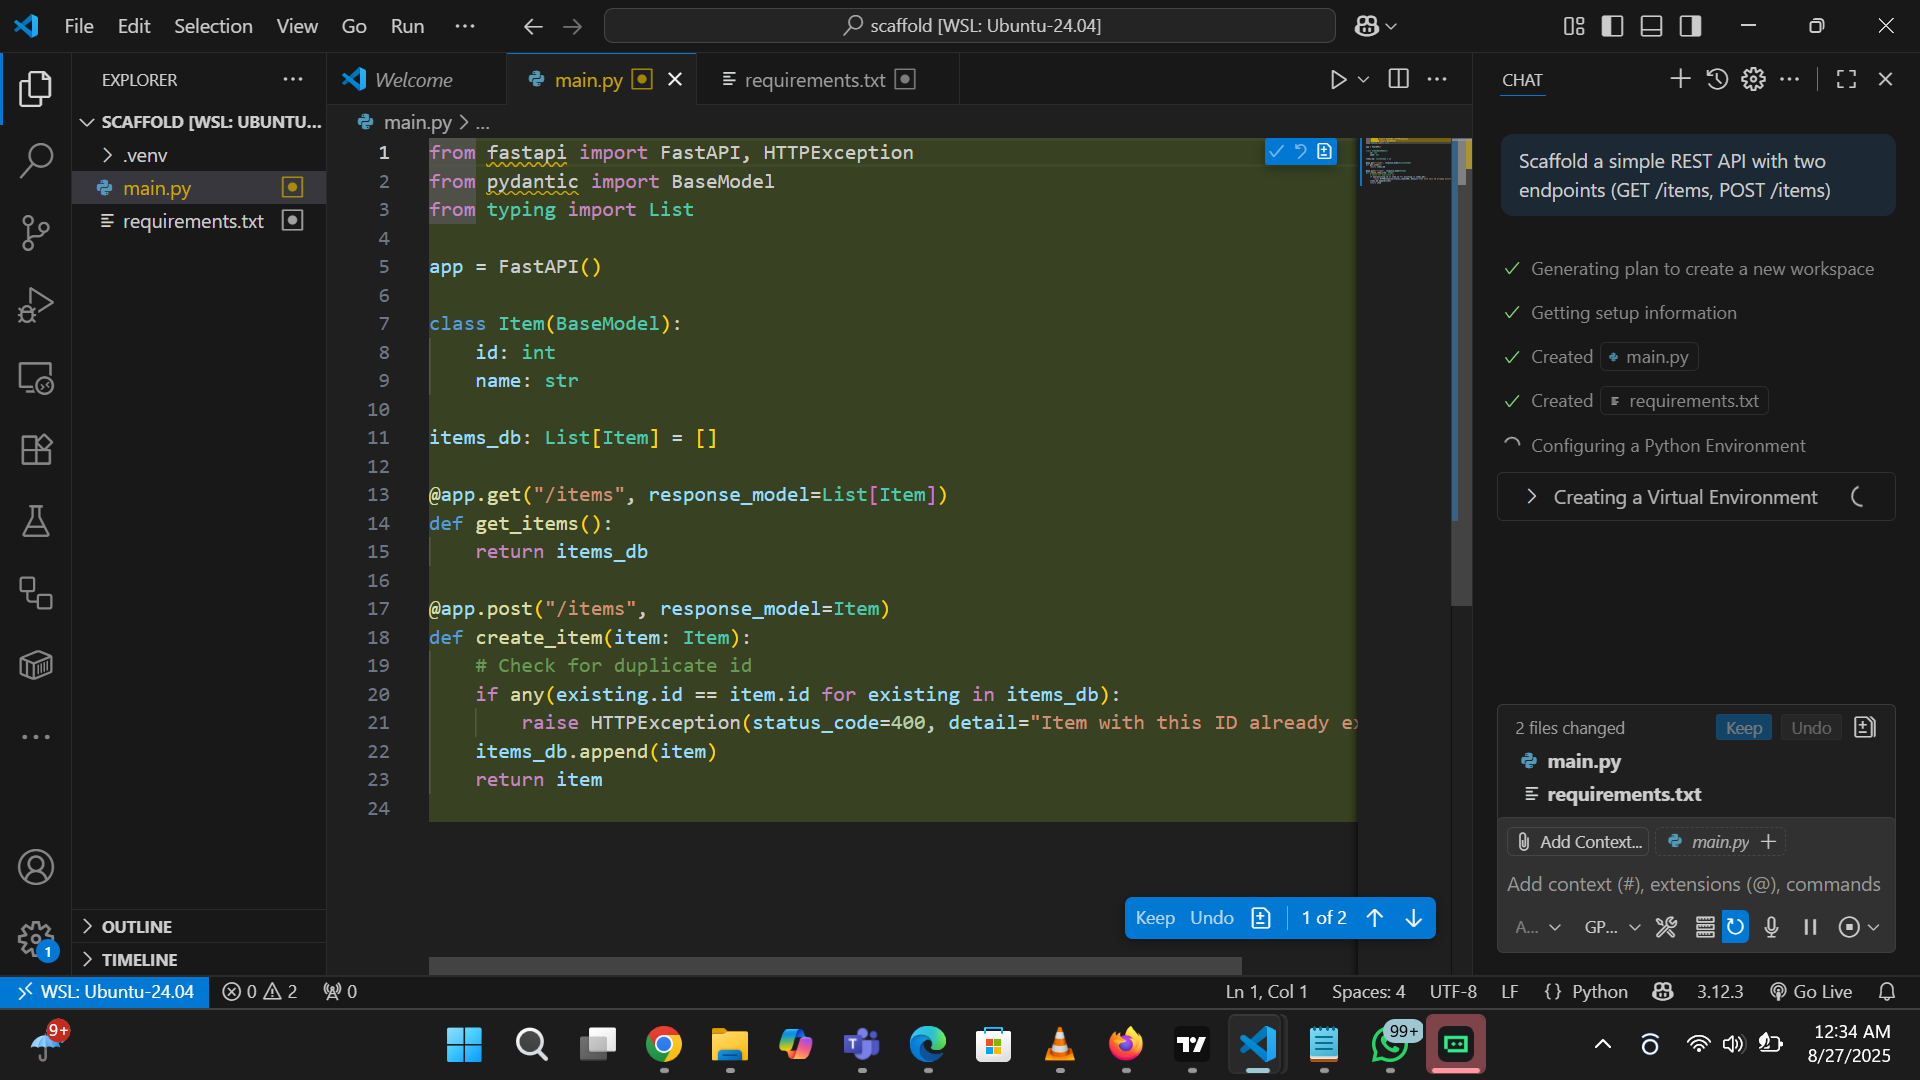 File Edit Selection View Go Run
scaffold [WSL: Ubuntu-24.04]
EXPLORER
SCAFFOLD [WSL: UBUNTU...
.venv
main.py
requirements.txt
OUTLINE
TIMELINE
1
Welcome
main.py
requirements.txt
main.py > ...
1 from fastapi import FastAPI, HTTPException
2 from pydantic import BaseModel
3 from typing import List
4
5 app = FastAPI()
6
7 class Item(BaseModel):
8 id: int
9 name: str
10
11 items_db: List[Item] = []
12
13 @app.get("/items", response_model=List[Item])
14 def get_items():
15 return items_db
16
17 @app.post("/items", response_model=Item)
18 def create_item(item: Item):
19 # Check for duplicate id
20 if any(existing.id == item.id for existing in items_db):
21 raise HTTPException(status_code=400, detail="Item with this ID already ex
22 items_db.append(item)
23 return item
24
Keep Undo 1 of 2
CHAT
Scaffold a simple REST API with two
endpoints (GET /items, POST /items)
Generating plan to create a new workspace
Getting setup information
Created main.py
Created requirements.txt
Configuring a Python Environment
Creating a Virtual Environment
2 files changed Keep Undo
main.py
requirements.txt
Add Context... main.py
Add context (#), extensions (@), commands
A... GP...
WSL: Ubuntu-24.04 0 2 0
Ln 1, Col 1 Spaces: 4 UTF-8 LF {} Python 3.12.3 Go Live
9+
99+
12:34 AM
8/27/2025